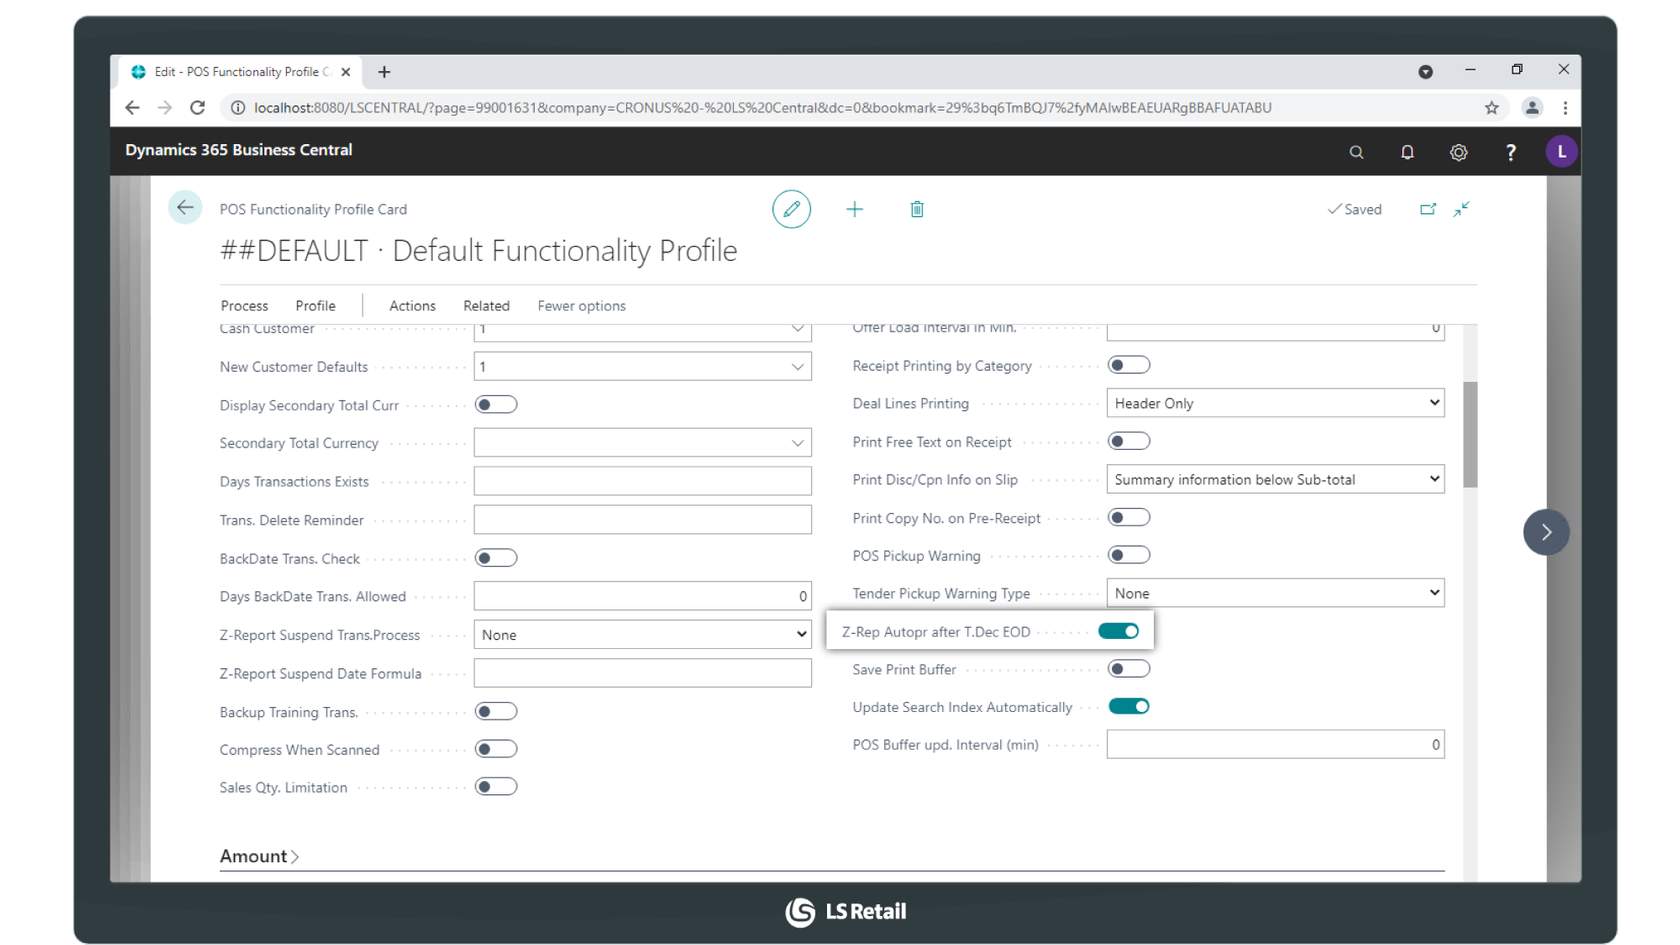 Edit - POS Functionality Profile C
localhost:8080/LSCENTRAL/?page=99001631&company=CRONUS%20-%20LS%20Central&dc=0&bookmark=29%3bq6TmBQJ7%2fyMAIwBEAEUARgBBAFUATABU
Dynamics 365 Business Central
?
L
POS Functionality Profile Card
Saved
##DEFAULT · Default Functionality Profile
Process Profile Actions Related Fewer options
Cash Customer 1
New Customer Defaults 1
Display Secondary Total Curr
Secondary Total Currency
Days Transactions Exists
Trans. Delete Reminder
BackDate Trans. Check
Days BackDate Trans. Allowed 0
Z-Report Suspend Trans.Process None
Z-Report Suspend Date Formula
Backup Training Trans.
Compress When Scanned
Sales Qty. Limitation
Offer Load Interval in Min. 0
Receipt Printing by Category
Deal Lines Printing Header Only
Print Free Text on Receipt
Print Disc/Cpn Info on Slip Summary information below Sub-total
Print Copy No. on Pre-Receipt
POS Pickup Warning
Tender Pickup Warning Type None
Z-Rep Autopr after T.Dec EOD
Save Print Buffer
Update Search Index Automatically
POS Buffer upd. Interval (min) 0
Amount
LS Retail